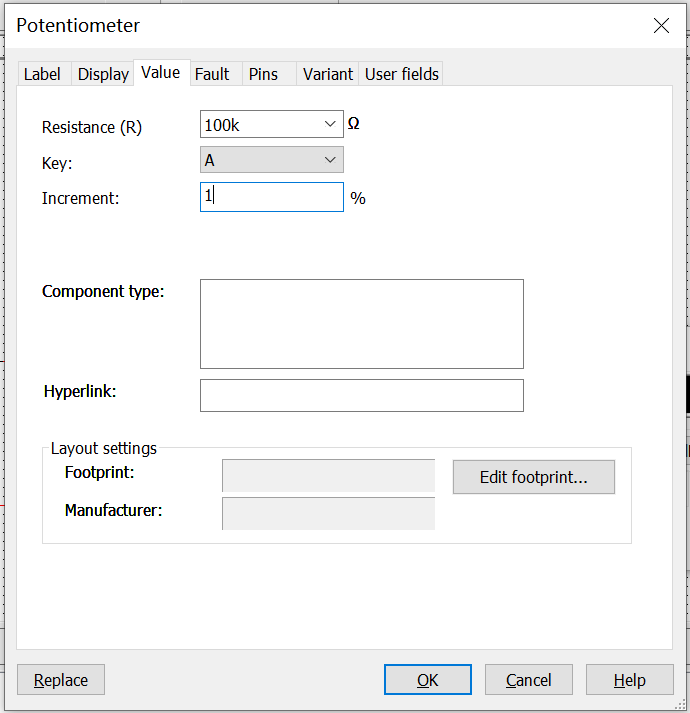 Potentiometer
Label Display Value Fault Pins Variant User fields
Resistance (R) 100k Ω
Key: A
Increment: 1 %
Component type:
Hyperlink:
Layout settings
Footprint: Edit footprint...
Manufacturer:
Replace OK Cancel Help